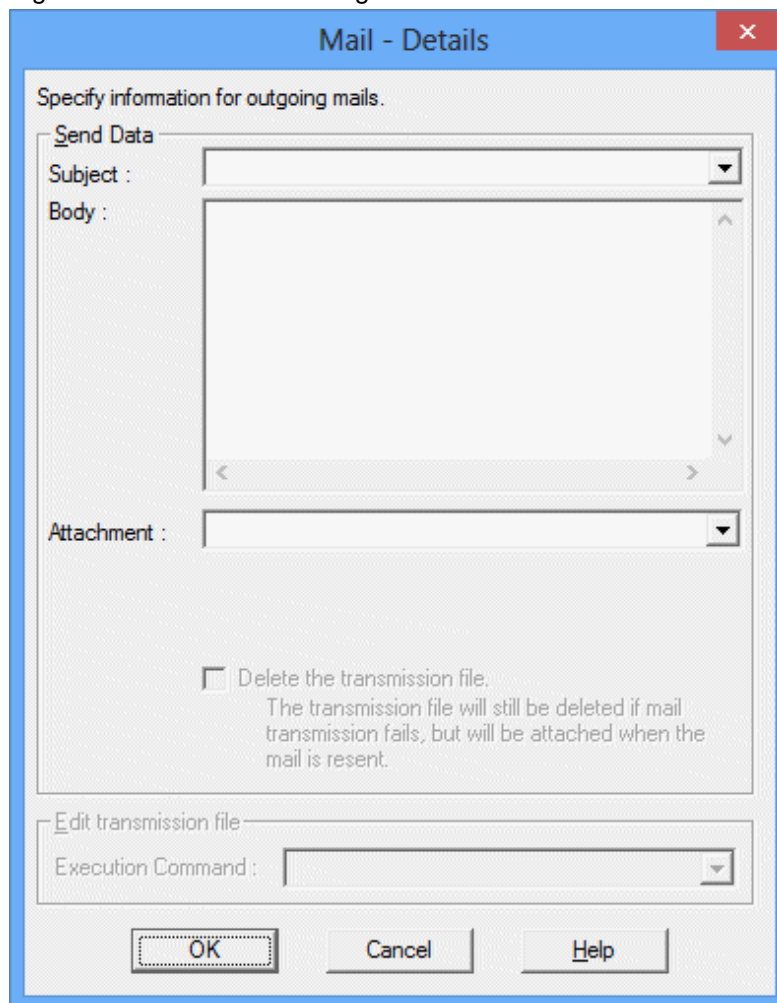 Mail - Details
Specify information for outgoing mails.
Send Data
Subject :
Body :
Attachment :
Delete the transmission file.
The transmission file will still be deleted if mail
transmission fails, but will be attached when the
mail is resent.
Edit transmission file
Execution Command :
OK Cancel Help